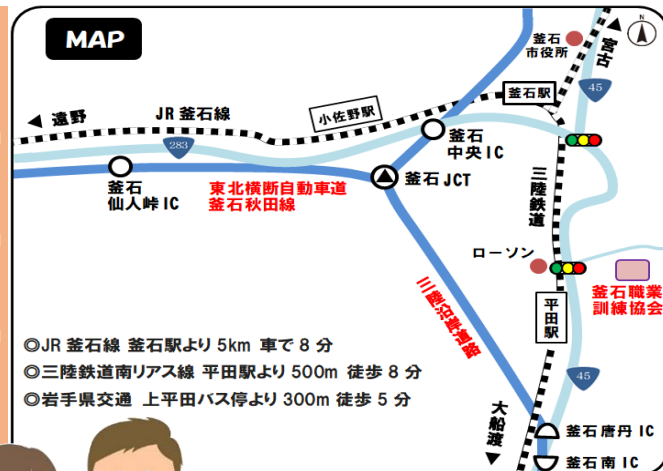 MAP
N
釜石
市役所
宮古
45
釜石駅
小佐野駅
遠野
JR 釜石線
283
釜石
中央 IC
釜石
仙人峠 IC
東北横断自動車道
釜石秋田線
釜石 JCT
三陸鉄道
ローソン
釜石職業
訓練協会
平田駅
三陸沿岸道路
◎JR 釜石線 釜石駅より 5km 車で 8 分
◎三陸鉄道南リアス線 平田駅より 500m 徒歩 8 分
◎岩手県交通 上平田バス停より 300m 徒歩 5 分
45
大船渡
釜石唐丹 IC
釜石南 IC